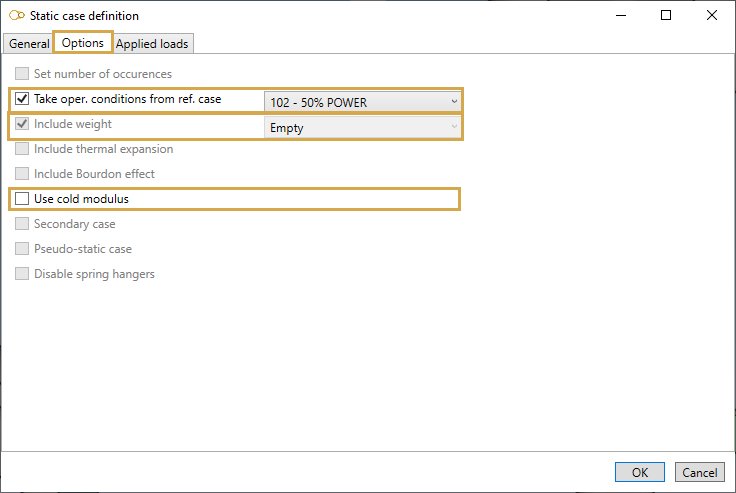 Static case definition
General Options Applied loads
Set number of occurences
Take oper. conditions from ref. case 102 - 50% POWER
Include weight Empty
Include thermal expansion
Include Bourdon effect
Use cold modulus
Secondary case
Pseudo-static case
Disable spring hangers
OK Cancel